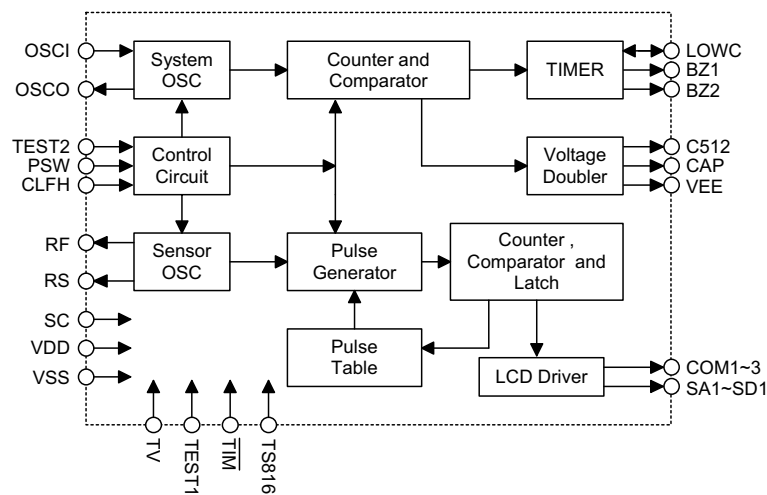 OSCI
OSCO
System
OSC
Counter and
Comparator
TIMER
LOWC
BZ1
BZ2
TEST2
PSW
CLFH
Control
Circuit
Voltage
Doubler
C512
CAP
VEE
RF
RS
Sensor
OSC
Pulse
Generator
Counter ,
Comparator and
Latch
SC
VDD
VSS
Pulse
Table
LCD Driver
COM1~3
SA1~SD1
TV
TEST1
TIM
TS816